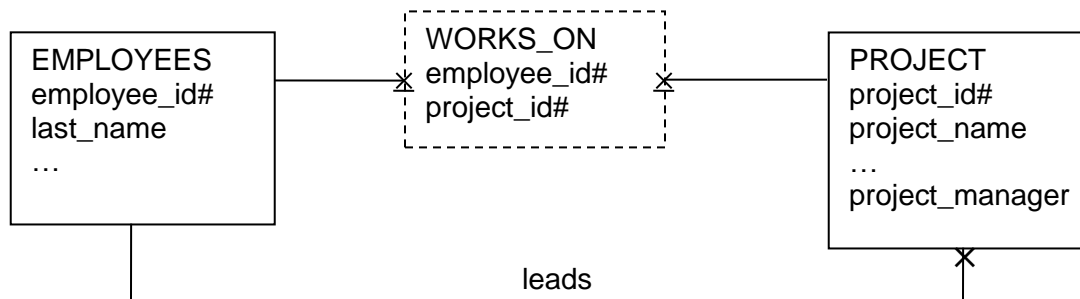 EMPLOYEES
employee_id#
last_name
…
WORKS_ON
employee_id#
project_id#
PROJECT
project_id#
project_name
…
project_manager
leads